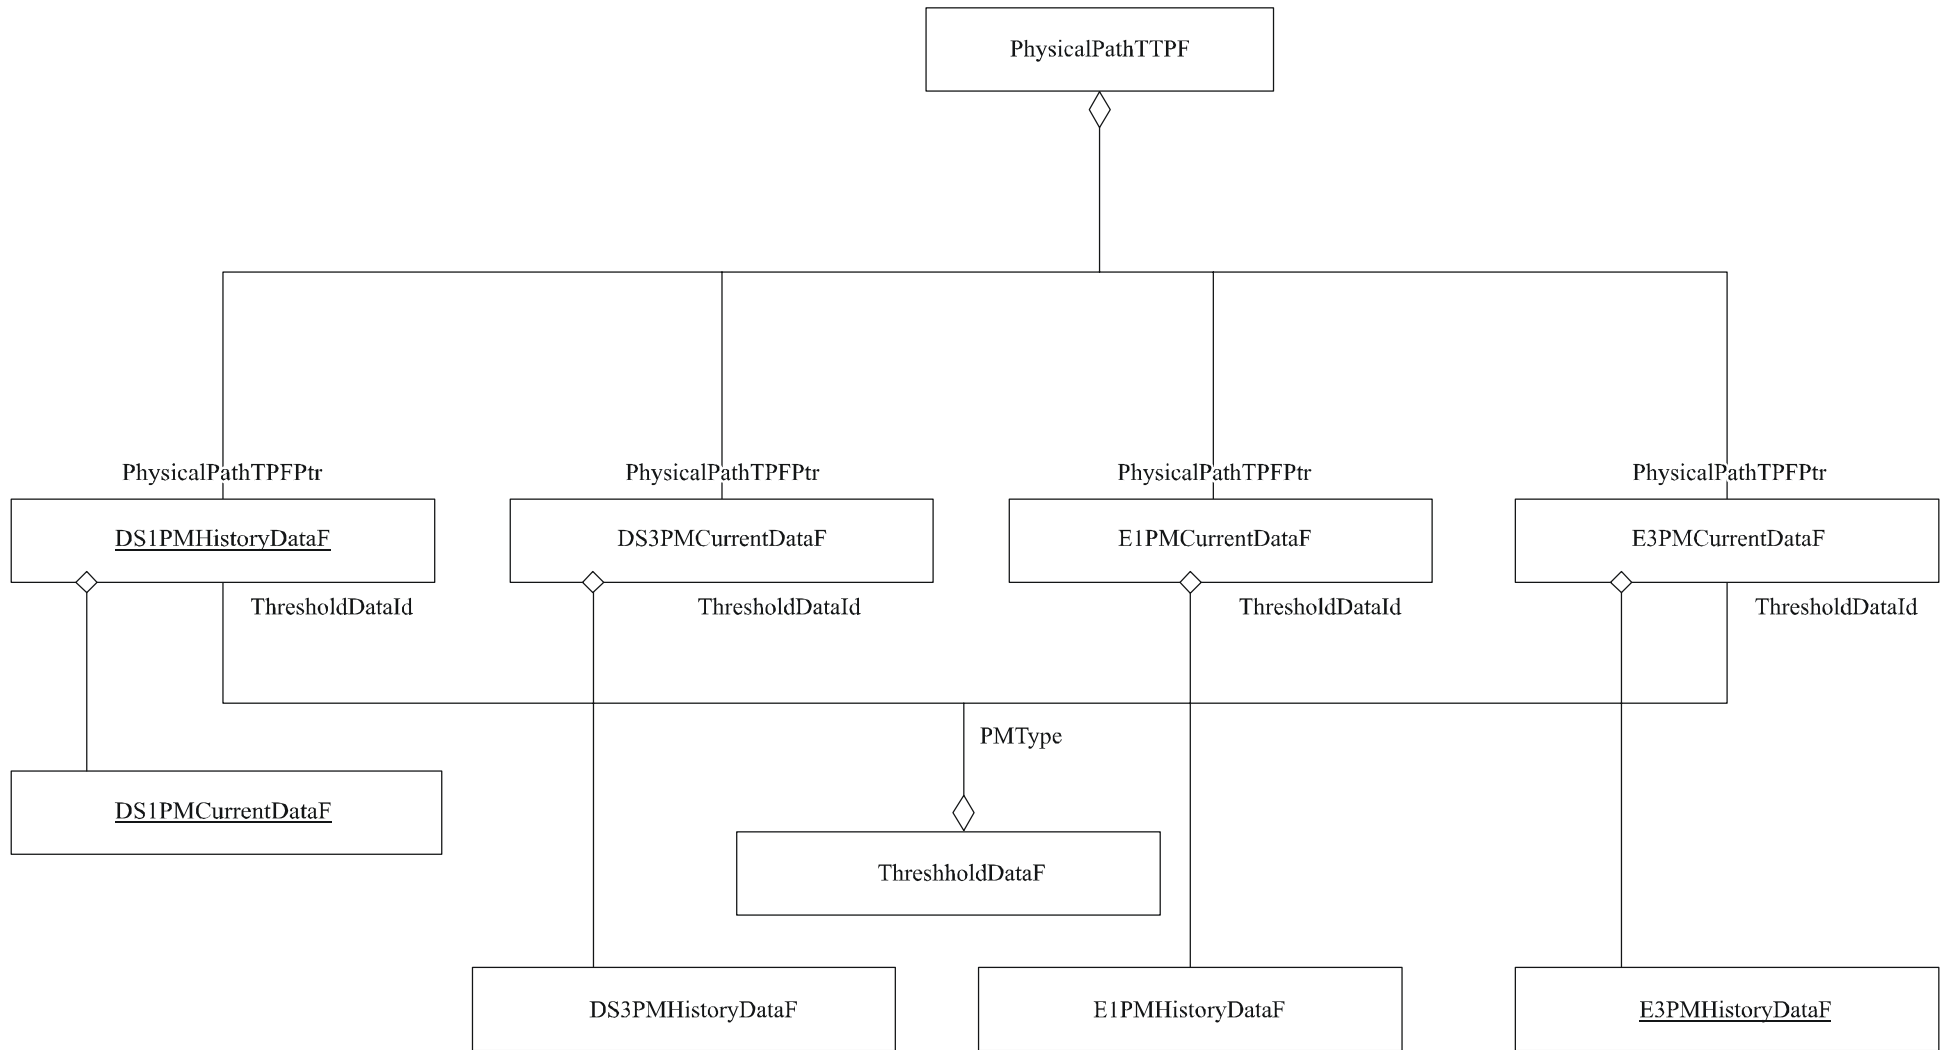 PhysicalPathTTPF
PhysicalPathTPFPtr
PhysicalPathTPFPtr
PhysicalPathTPFPtr
PhysicalPathTPFPtr
DS1PMHistoryDataF
DS3PMCurrentDataF
E1PMCurrentDataF
E3PMCurrentDataF
ThresholdDataId
ThresholdDataId
ThresholdDataId
ThresholdDataId
PMType
DS1PMCurrentDataF
ThreshholdDataF
DS3PMHistoryDataF
E1PMHistoryDataF
E3PMHistoryDataF